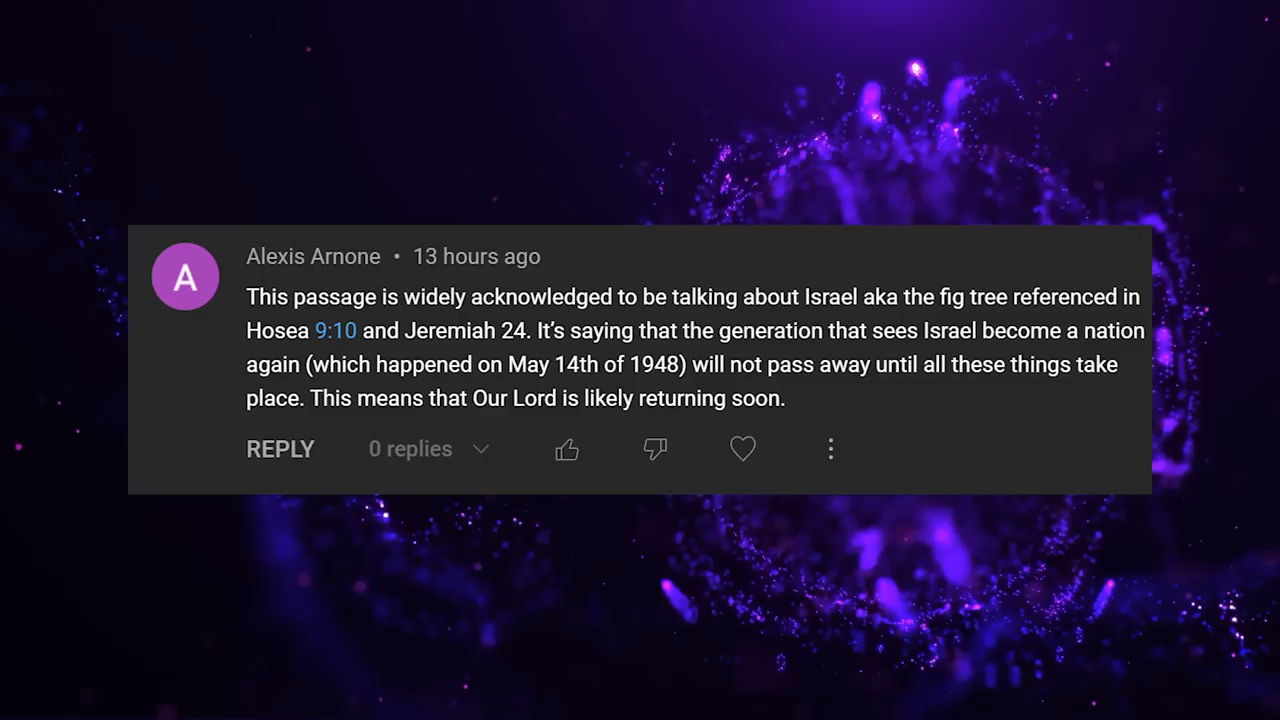 A
Alexis Arnone • 13 hours ago
This passage is widely acknowledged to be talking about Israel aka the fig tree referenced in
Hosea 9:10 and Jeremiah 24. It’s saying that the generation that sees Israel become a nation
again (which happened on May 14th of 1948) will not pass away until all these things take
place. This means that Our Lord is likely returning soon.
REPLY 0 replies